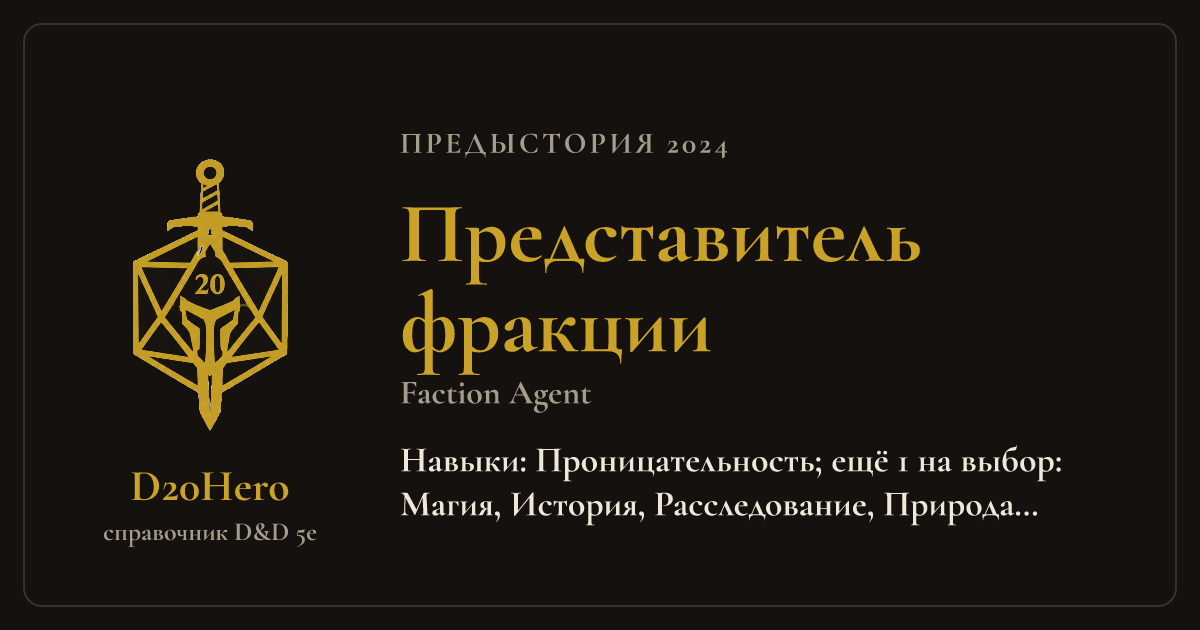 20
D20Hero
справочник D&D 5e
ПРЕДЫСТОРИЯ 2024
Представитель
фракции
Faction Agent
Навыки: Проницательность; ещё 1 на выбор:
Магия, История, Расследование, Природа...